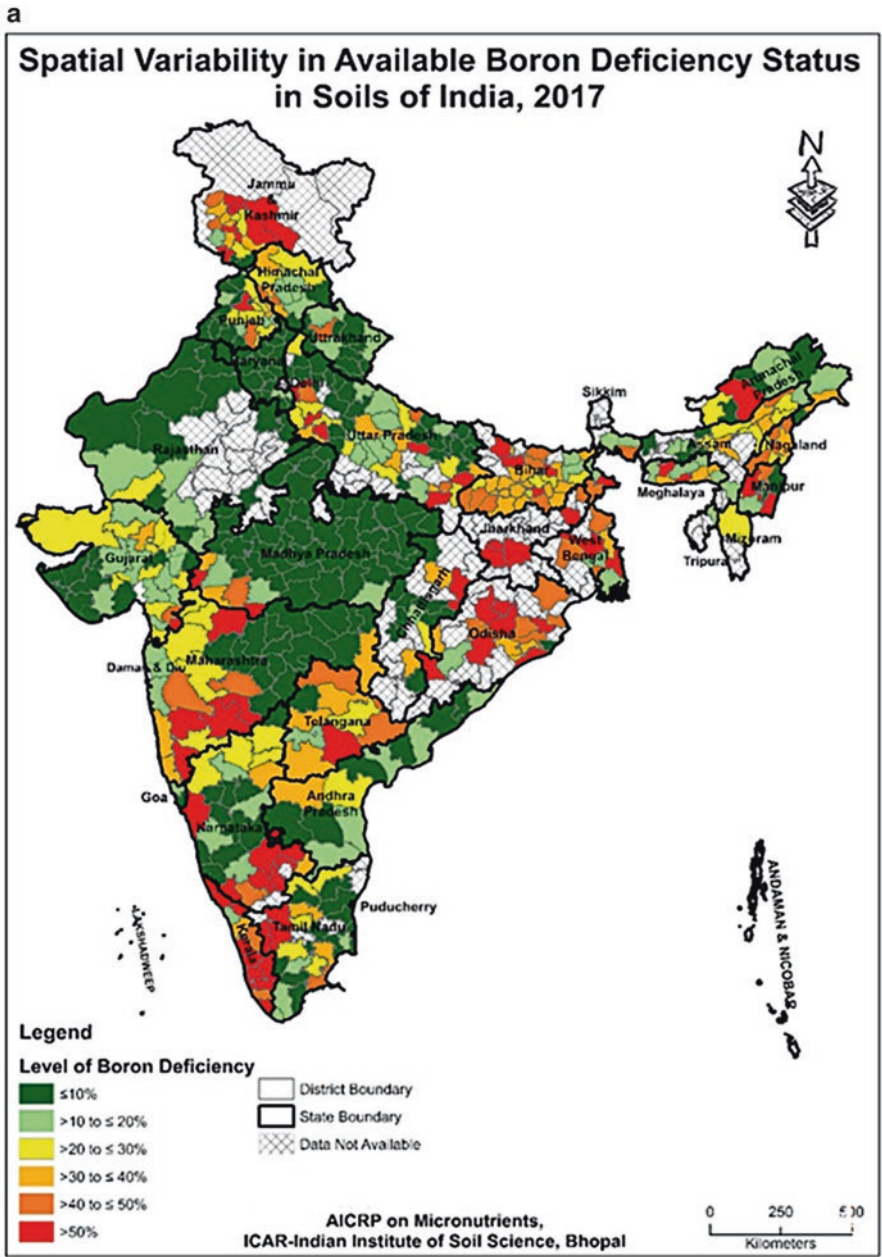 a
Spatial Variability in Available Boron Deficiency Status
in Soils of India, 2017
N
Jammu
&
Kashmir
Himachal
Pradesh
Punjab
Uttrakhand
Haryana
Delhi
Rajasthan
Uttar Pradesh
Sikkim
Arunachal
Pradesh
Assam
Nagaland
Bihar
Meghalaya
Manipur
Jharkhand
West
Bengal
Tripura
Mizoram
Gujarat
Madhya Pradesh
Chhattisgarh
Odisha
Daman & Diu
Maharashtra
Telangana
Goa
Andhra
Pradesh
Karnataka
Puducherry
Tamil Nadu
Kerala
LAKSHADWEEP
ANDAMAN & NICOBAR
Legend
Level of Boron Deficiency
≤10%
>10 to ≤ 20%
>20 to ≤ 30%
>30 to ≤ 40%
>40 to ≤ 50%
>50%
District Boundary
State Boundary
Data Not Available
AICRP on Micronutrients,
ICAR-Indian Institute of Soil Science, Bhopal
0 250
Kilometers